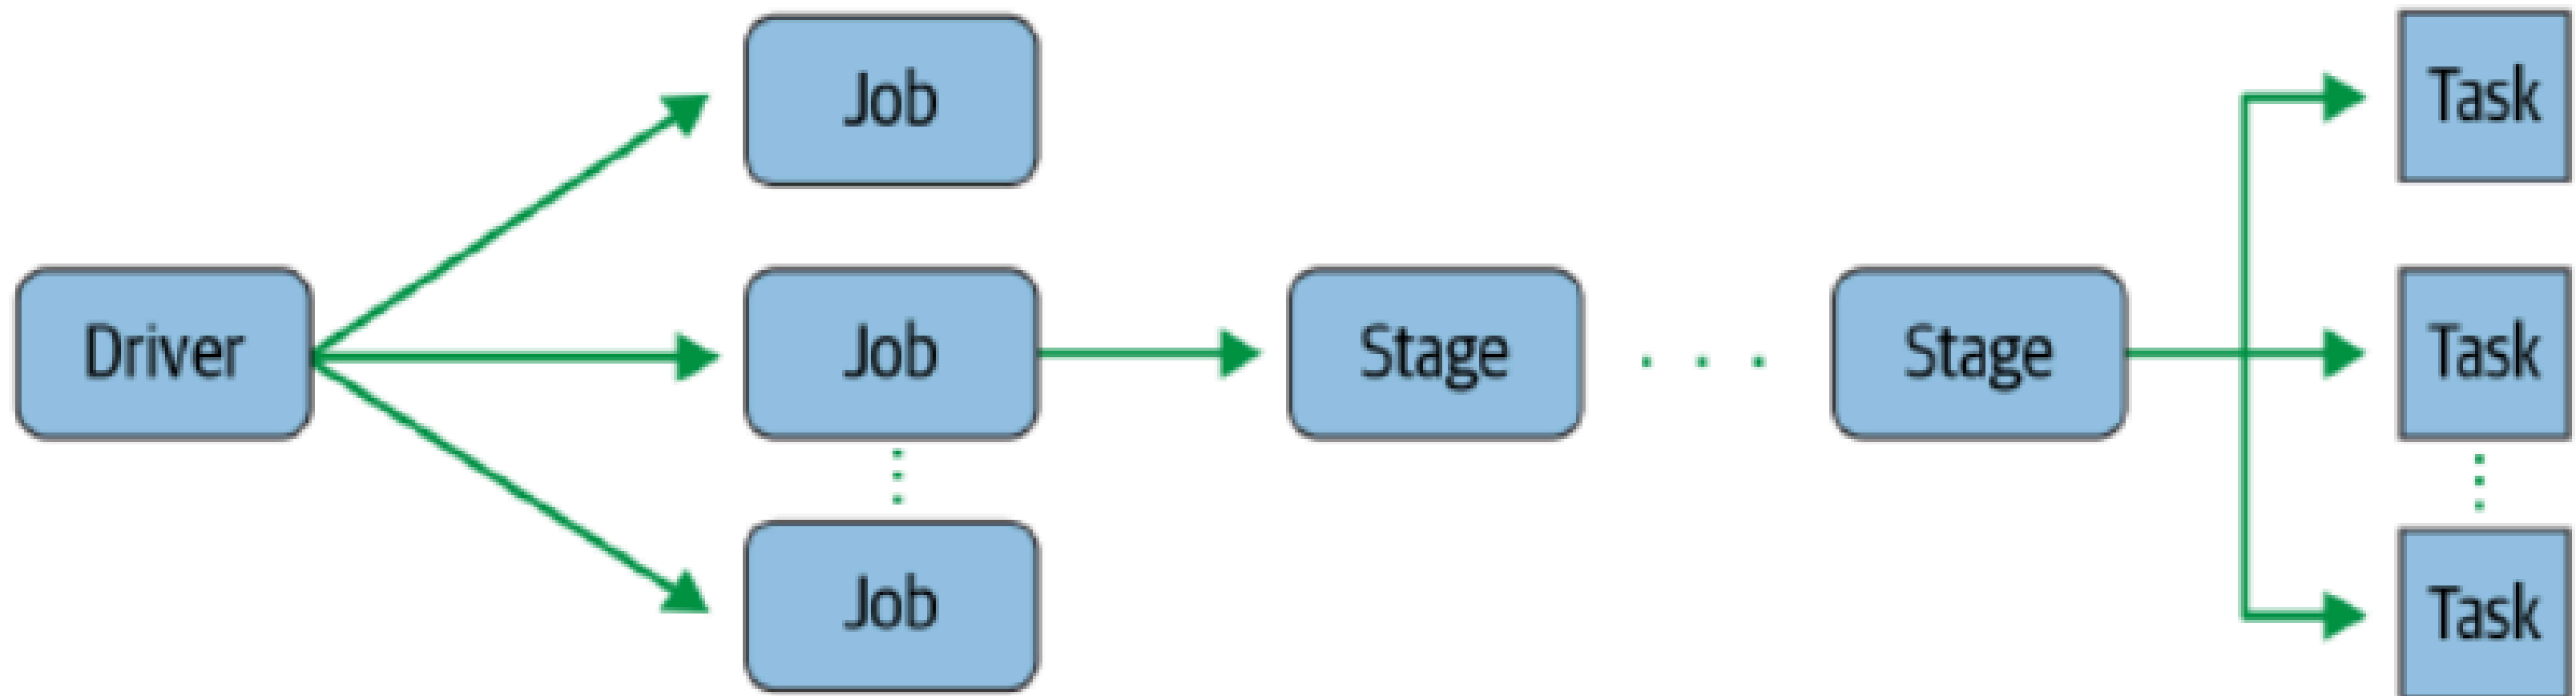 Driver
Job
Job
Job
Stage
Stage
Task
Task
Task